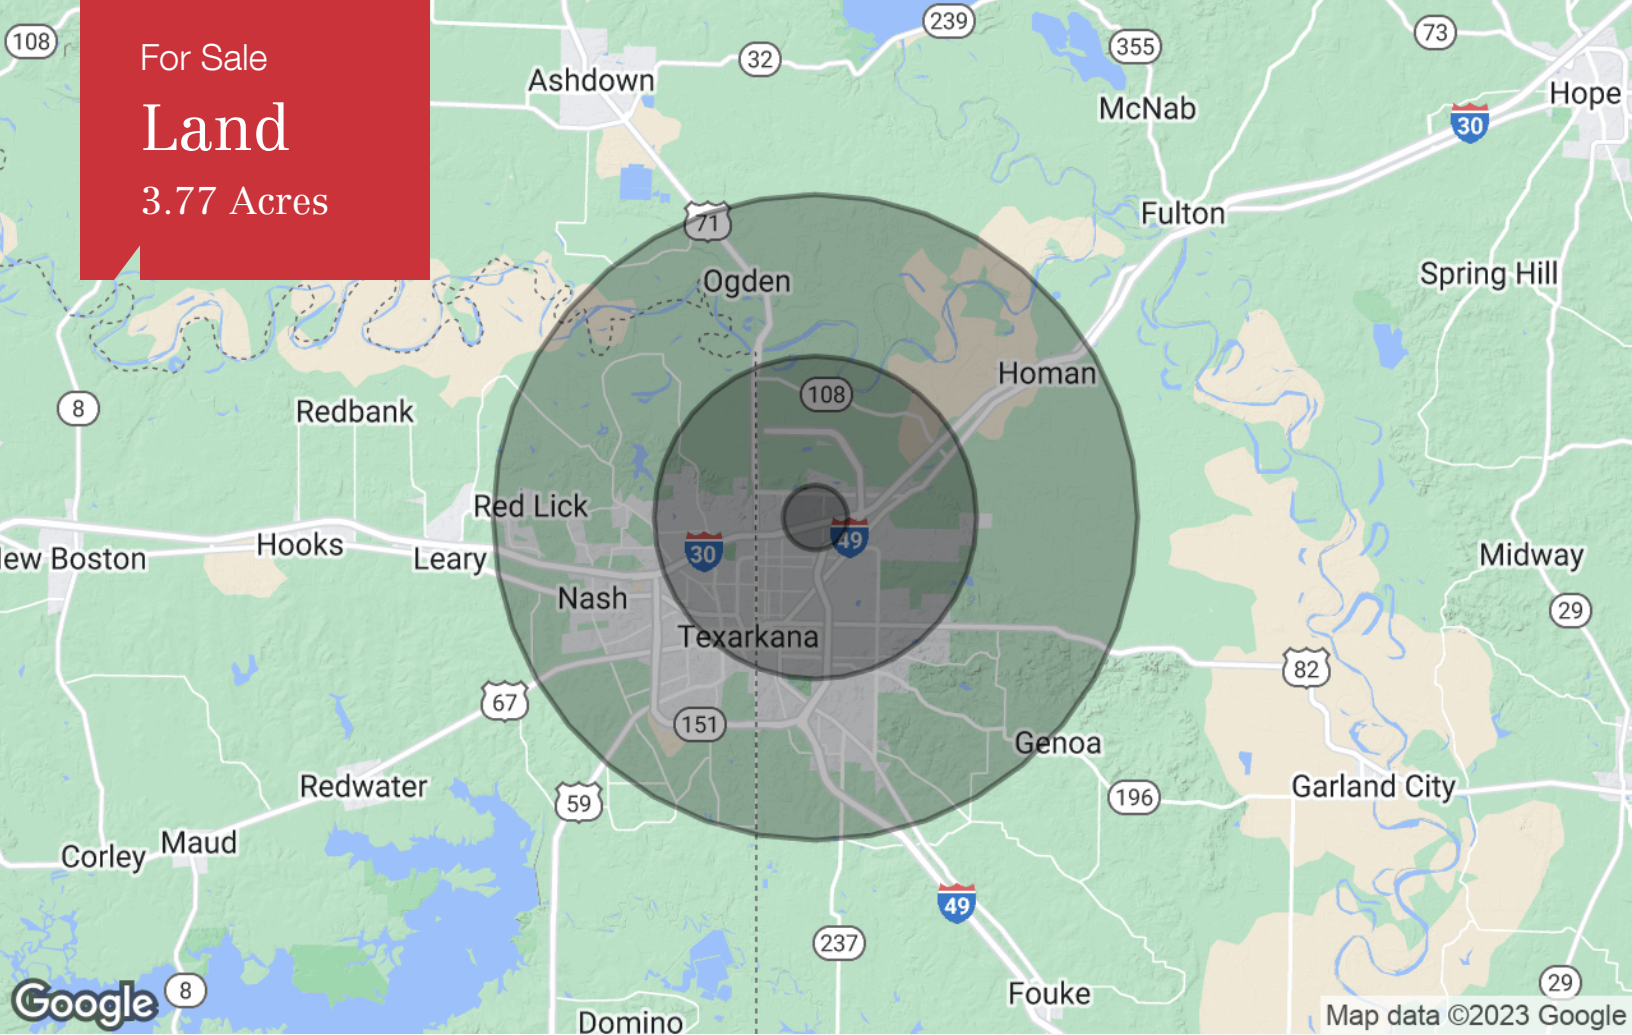 For Sale
Land
3.77 Acres
108
239
73
355
32
Ashdown
Hope
McNab
30
71
Fulton
Ogden
Spring Hill
Homan
108
8
Redbank
Red Lick
49
30
Hooks
Leary
ew Boston
Midway
Nash
29
Texarkana
82
67
151
Genoa
Redwater
59
196
Garland City
Maud
Corley
49
237
8
Fouke
29
Google
Domino
Map data ©2023 Google